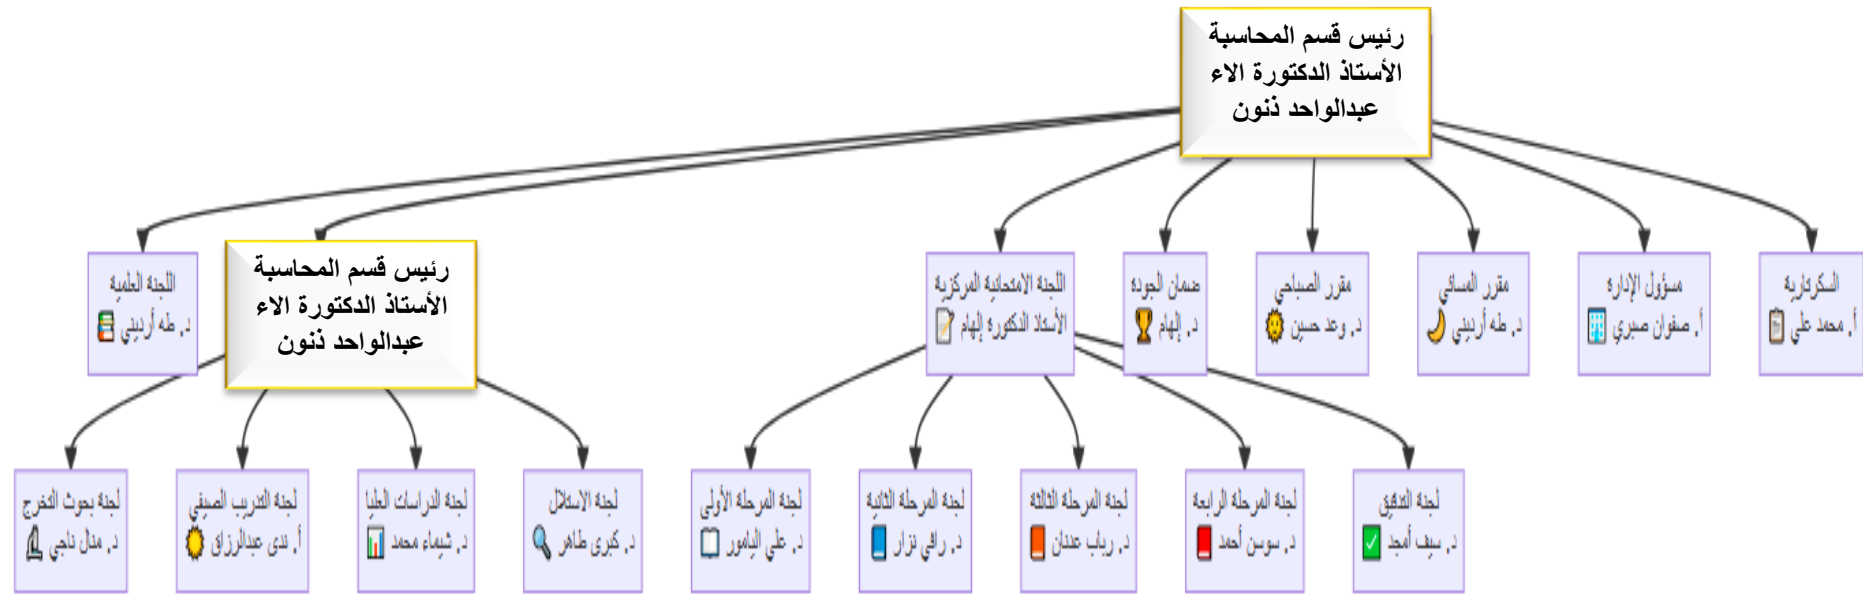 رئيس قسم المحاسبة
الأستاذ الدكتورة الاء
عبدالواحد ذنون
السكرتارية
أ. محمد علي
مسؤول الإدارة
أ. صفوان صبري
مقرر المسائي
د. طه أرديني
مقرر الصباحي
د. وعد حسين
ضمان الجودة
د. إلهام
اللجنة الامتحانية المركزية
الأستاذ الدكتورة إلهام
رئيس قسم المحاسبة
الأستاذ الدكتورة الاء
عبدالواحد ذنون
اللجنة العلمية
د. طه أرديني
لجنة التدقيق
د. سيف أمجد
لجنة المرحلة الرابعة
د. سوسن أحمد
لجنة المرحلة الثالثة
د. رباب عدنان
لجنة المرحلة الثانية
د. رافي نزار
لجنة المرحلة الأولى
د. علي اليامور
لجنة الاستلال
د. كبرى طاهر
لجنة الدراسات العليا
د. شيماء محمد
لجنة التدريب الصيفي
أ. ندى عبدالرزاق
لجنة بحوث التخرج
د. منال ناجي